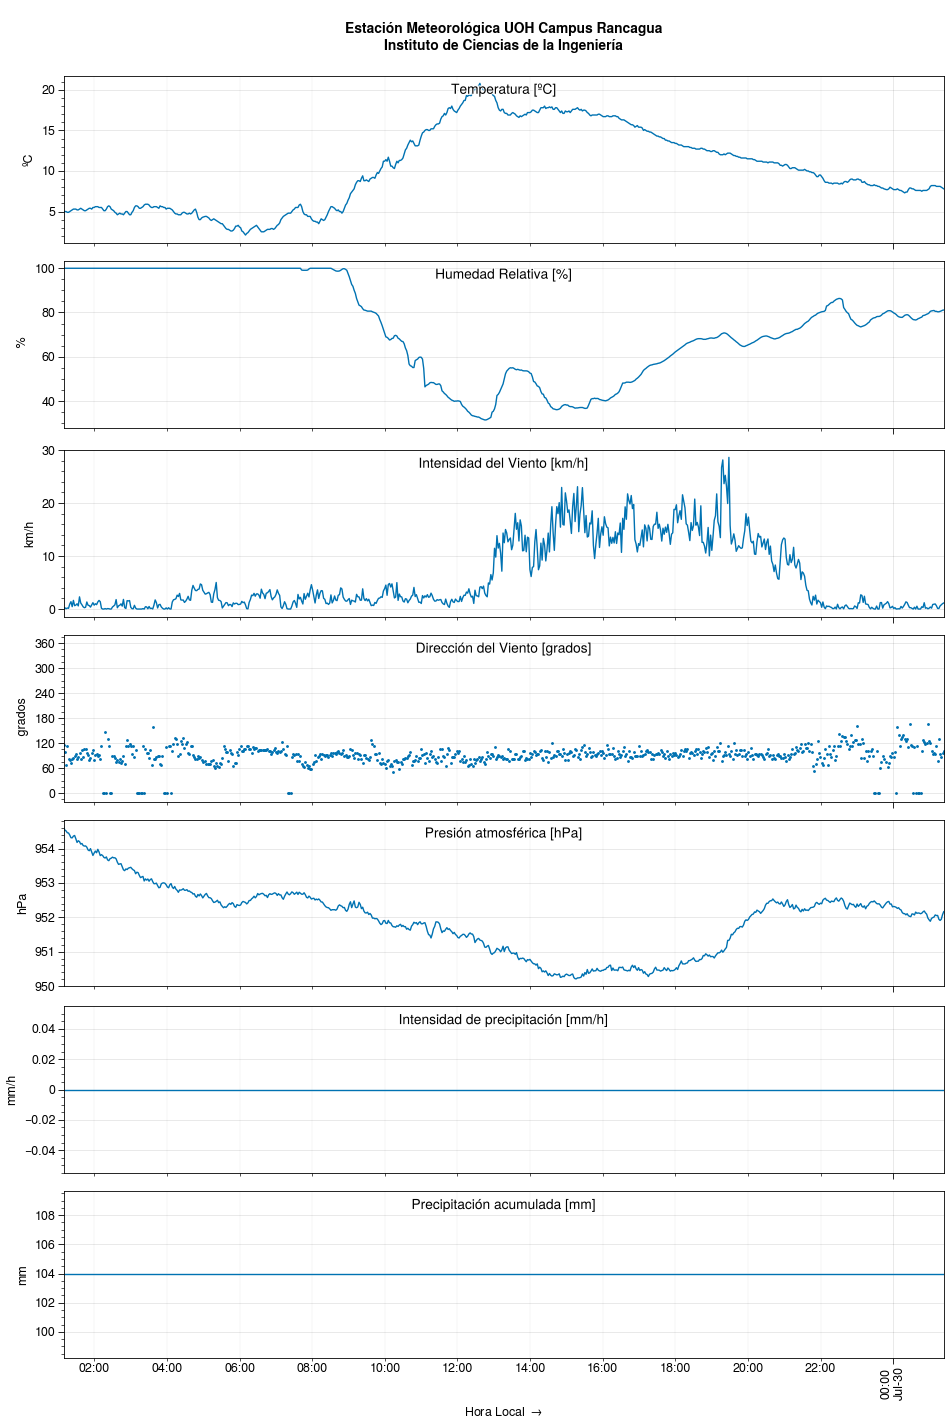 Estación Meteorológica UOH Campus Rancagua
Instituto de Ciencias de la Ingeniería
Temperatura [ºC]
ºC
20
15
10
5
Humedad Relativa [%]
%
100
80
60
40
Intensidad del Viento [km/h]
km/h
30
20
10
0
Dirección del Viento [grados]
grados
360
300
240
180
120
60
0
Presión atmosférica [hPa]
hPa
954
953
952
951
950
Intensidad de precipitación [mm/h]
mm/h
0.04
0.02
0
−0.02
−0.04
Precipitación acumulada [mm]
mm
108
106
104
102
100
02:00 04:00 06:00 08:00 10:00 12:00 14:00 16:00 18:00 20:00 22:00 00:00
Jul-30
Hora Local →